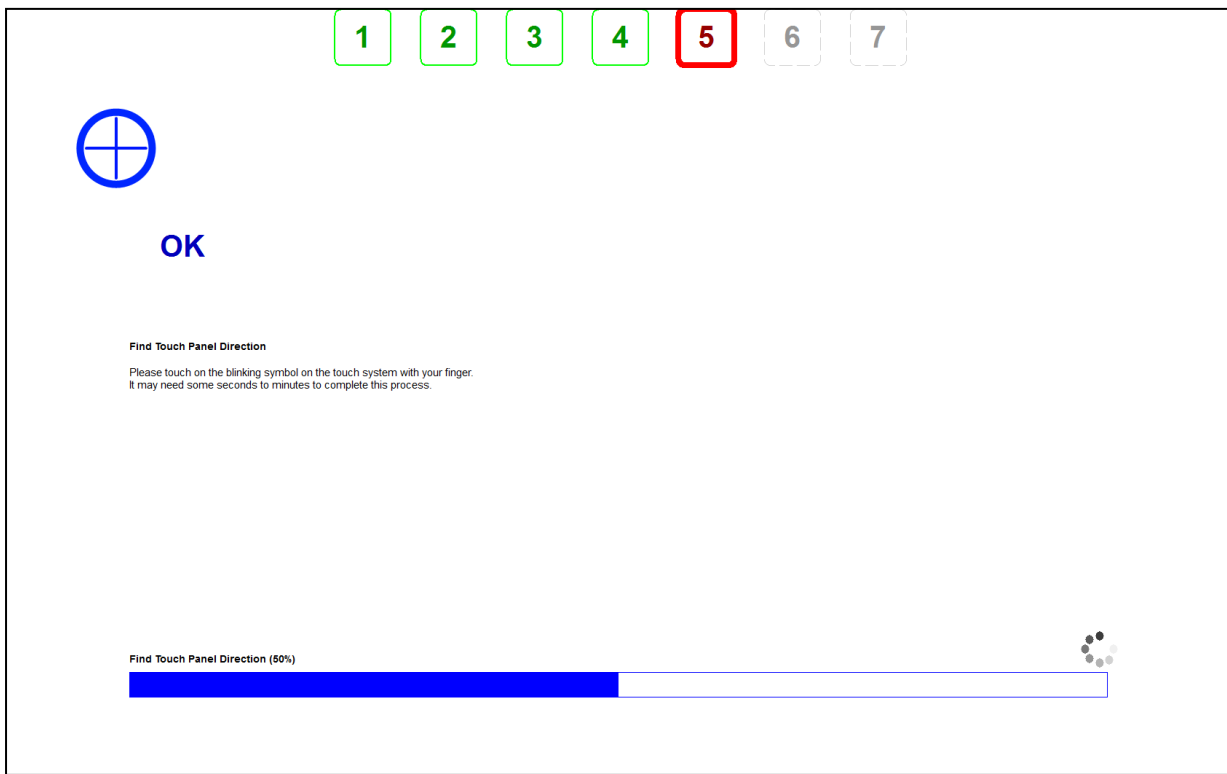 1 2 3 4 5 6 7
OK
Find Touch Panel Direction
Please touch on the blinking symbol on the touch system with your finger.
It may need some seconds to minutes to complete this process.
Find Touch Panel Direction (50%)